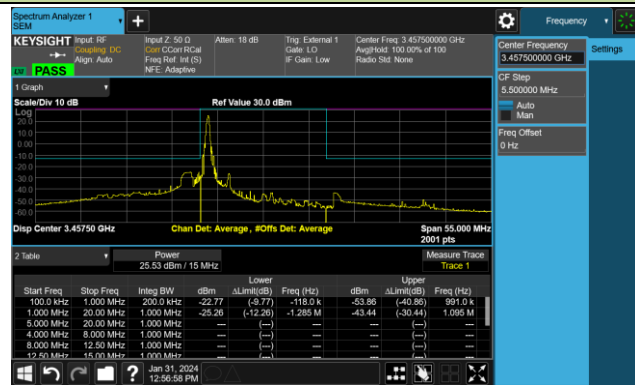 Spectrum Analyzer 1
SEM
Frequency
KEYSIGHT
Input: RF
Coupling: DC
Align: Auto
Input Z: 50 Ω
Corr CCorr RCal
Freq Ref: Int (S)
NFE: Adaptive
Atten: 18 dB
Trig: External 1
Gate: LO
IF Gain: Low
Center Freq: 3.457500000 GHz
Avg|Hold: 100.00% of 100
Radio Std: None
PASS
Center Frequency
3.457500000 GHz
Settings
CF Step
5.500000 MHz
Auto
Man
Freq Offset
0 Hz
1 Graph
Scale/Div 10 dB
Ref Value 30.0 dBm
Log
20.0
10.0
0.0
-10.0
-20.0
-30.0
-40.0
-50.0
-60.0
Disp Center 3.45750 GHz
Chan Det: Average, #Offs Det: Average
Span 55.000 MHz
2001 pts
2 Table
Power
25.53 dBm / 15 MHz
Measure Trace
Trace 1
Lower Upper
Start Freq Stop Freq Integ BW dBm ΔLimit(dB) Freq (Hz) dBm ΔLimit(dB) Freq (Hz)
100.0 kHz 1.000 MHz 200.0 kHz -22.77 (-9.77) -118.0 k -53.86 (-40.86) 991.0 k
1.000 MHz 20.00 MHz 1.000 MHz -25.26 (-12.26) -1.285 M -43.44 (-30.44) 1.095 M
5.000 MHz 20.00 MHz 1.000 MHz --- (---) --- --- (---) ---
4.000 MHz 8.000 MHz 1.000 MHz --- (---) --- --- (---) ---
8.000 MHz 12.50 MHz 1.000 MHz --- (---) --- --- (---) ---
12.50 MHz 15.00 MHz 1.000 MHz --- (---) --- --- (---) ---
?
Jan 31, 2024
12:56:58 PM